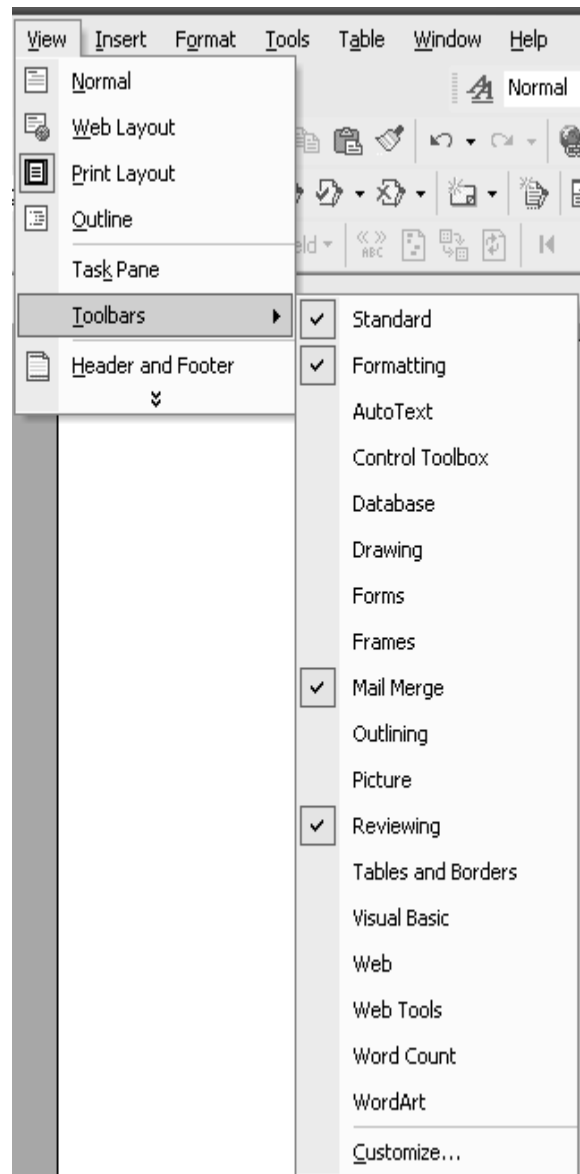 View Insert Format Tools Table Window Help
Normal
Normal
Web Layout
Print Layout
Outline
eld
ABC
Task Pane
Toolbars
Standard
Header and Footer
Formatting
AutoText
Control Toolbox
Database
Drawing
Forms
Frames
Mail Merge
Outlining
Picture
Reviewing
Tables and Borders
Visual Basic
Web
Web Tools
Word Count
WordArt
Customize...